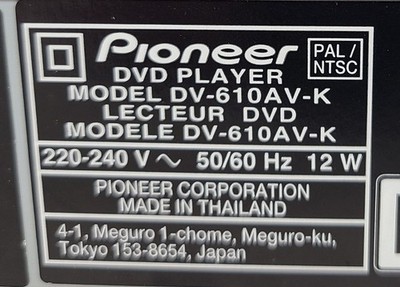 Pioneer
PAL/
NTSC
DVD PLAYER
MODEL DV-610AV-K
LECTEUR DVD
MODELE DV-610AV-K
220-240 V ~ 50/60 Hz 12 W
PIONEER CORPORATION
MADE IN THAILAND
4-1, Meguro 1-chome, Meguro-ku,
Tokyo 153-8654, Japan